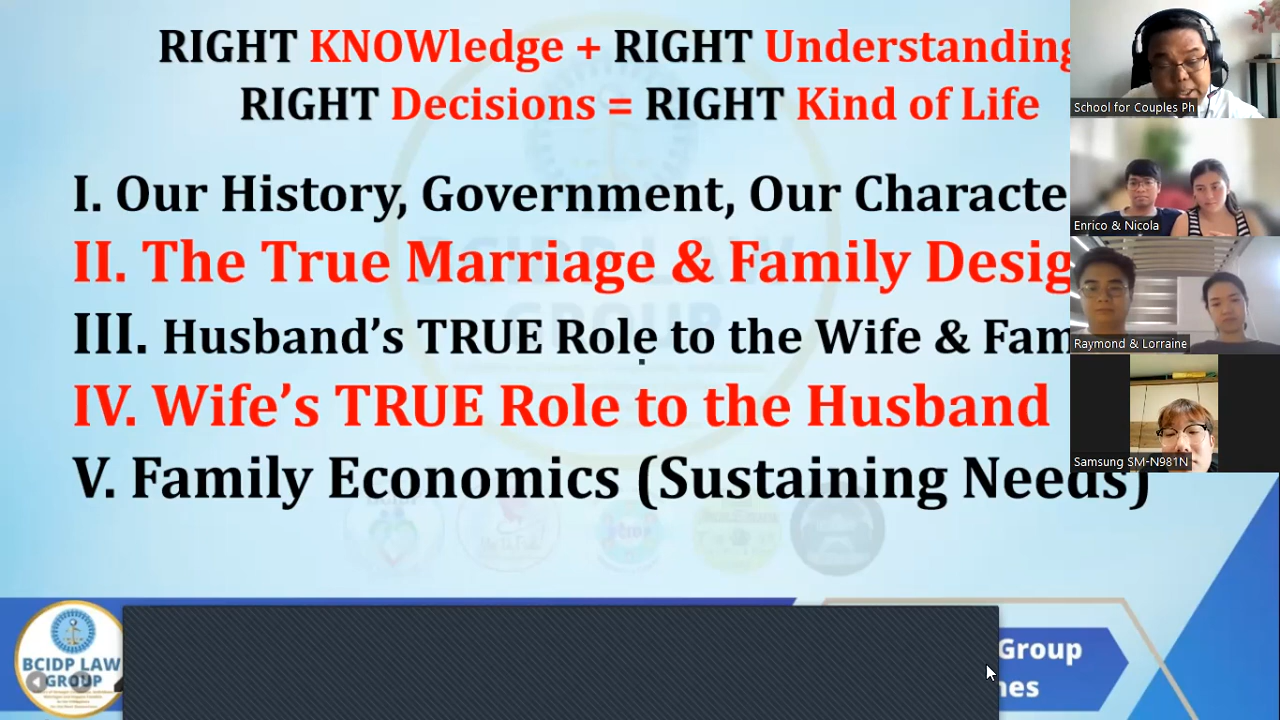 RIGHT KNOWledge + RIGHT Understanding
RIGHT Decisions = RIGHT Kind of Life
I. Our History, Government, Our Characte
II. The True Marriage & Family Desig
III. Husband's TRUE Role to the Wife & Fam
IV. Wife's TRUE Role to the Husband
V. Family Economics (Sustaining Needs)
School for Couples Ph
Enrico & Nicola
Raymond & Lorraine
Samsung SM-N981N
BCIDP LAW
GROUP
Group
nes